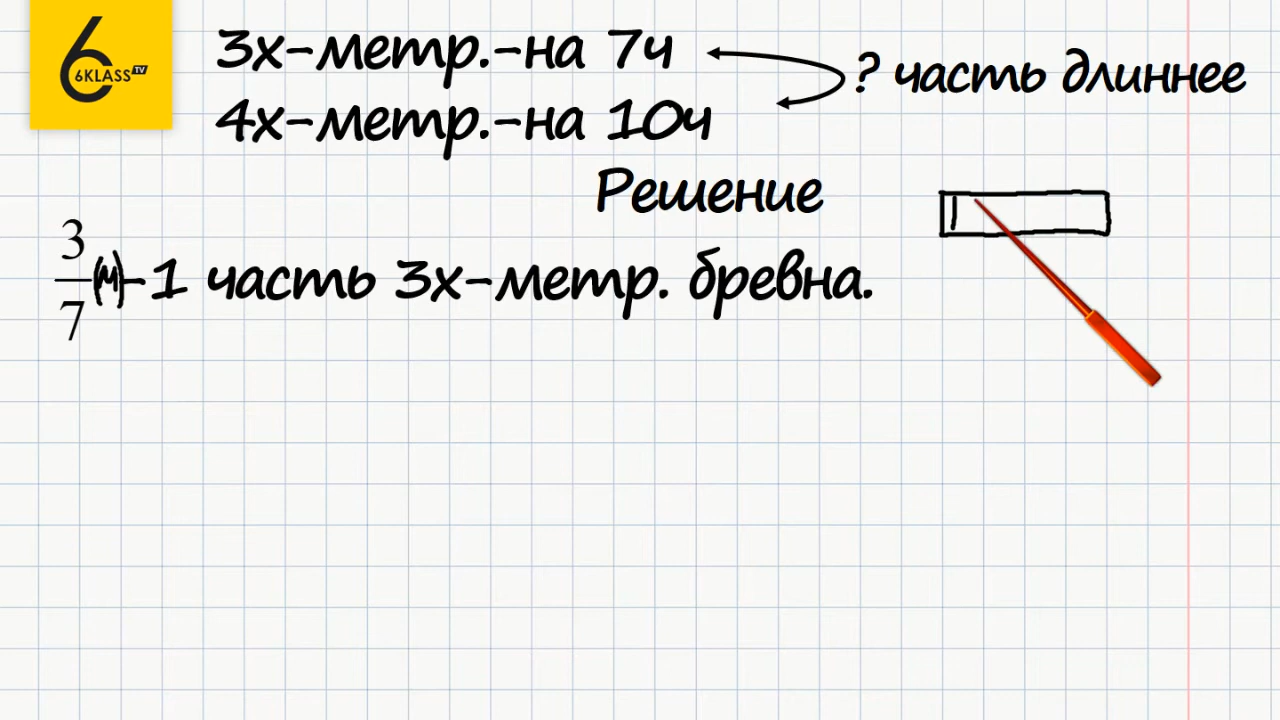 6KLASS TV
3х-метр.-на 7ч
4х-метр.-на 10ч
? часть длиннее
Решение
3/7 (м)-1 часть 3х-метр. бревна.